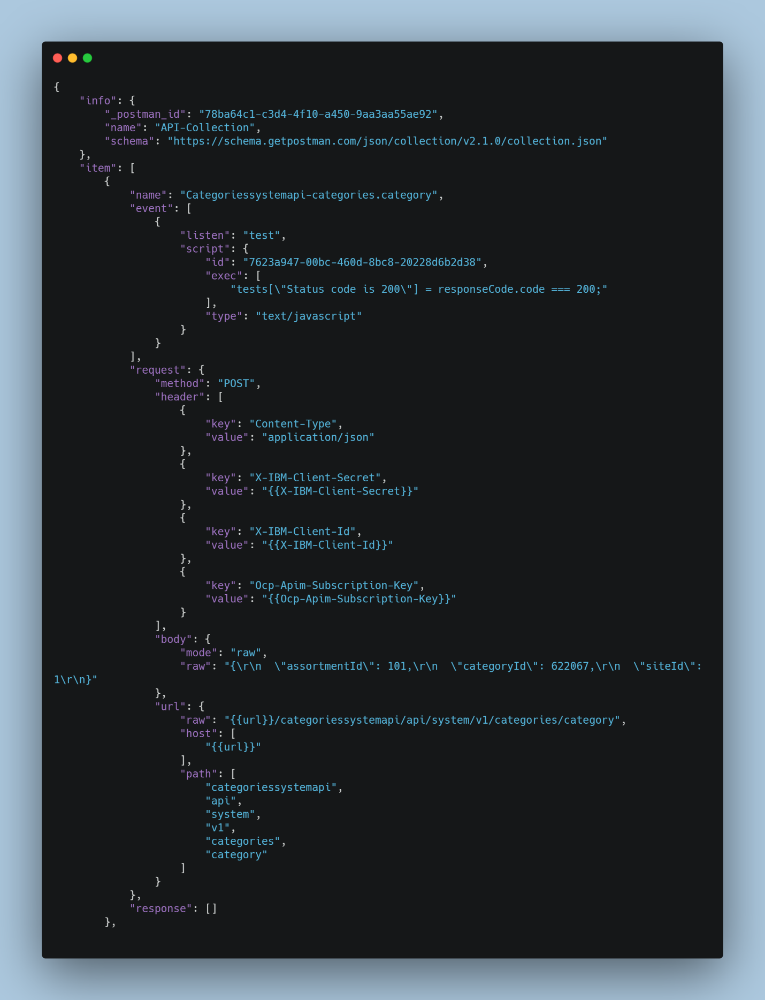 {
    "info": {
        "_postman_id": "78ba64c1-c3d4-4f10-a450-9aa3aa55ae92",
        "name": "API-Collection",
        "schema": "https://schema.getpostman.com/json/collection/v2.1.0/collection.json"
    },
    "item": [
        {
            "name": "Categoriessystemapi-categories.category",
            "event": [
                {
                    "listen": "test",
                    "script": {
                        "id": "7623a947-00bc-460d-8bc8-20228d6b2d38",
                        "exec": [
                            "tests[\"Status code is 200\"] = responseCode.code === 200;"
                        ],
                        "type": "text/javascript"
                    }
                }
            ],
            "request": {
                "method": "POST",
                "header": [
                    {
                        "key": "Content-Type",
                        "value": "application/json"
                    },
                    {
                        "key": "X-IBM-Client-Secret",
                        "value": "{{X-IBM-Client-Secret}}"
                    },
                    {
                        "key": "X-IBM-Client-Id",
                        "value": "{{X-IBM-Client-Id}}"
                    },
                    {
                        "key": "Ocp-Apim-Subscription-Key",
                        "value": "{{Ocp-Apim-Subscription-Key}}"
                    }
                ],
                "body": {
                    "mode": "raw",
                    "raw": "{\r\n  \"assortmentId\": 101,\r\n  \"categoryId\": 622067,\r\n  \"siteId\":
1\r\n}"
                },
                "url": {
                    "raw": "{{url}}/categoriessystemapi/api/system/v1/categories/category",
                    "host": [
                        "{{url}}"
                    ],
                    "path": [
                        "categoriessystemapi",
                        "api",
                        "system",
                        "v1",
                        "categories",
                        "category"
                    ]
                }
            },
            "response": []
        },